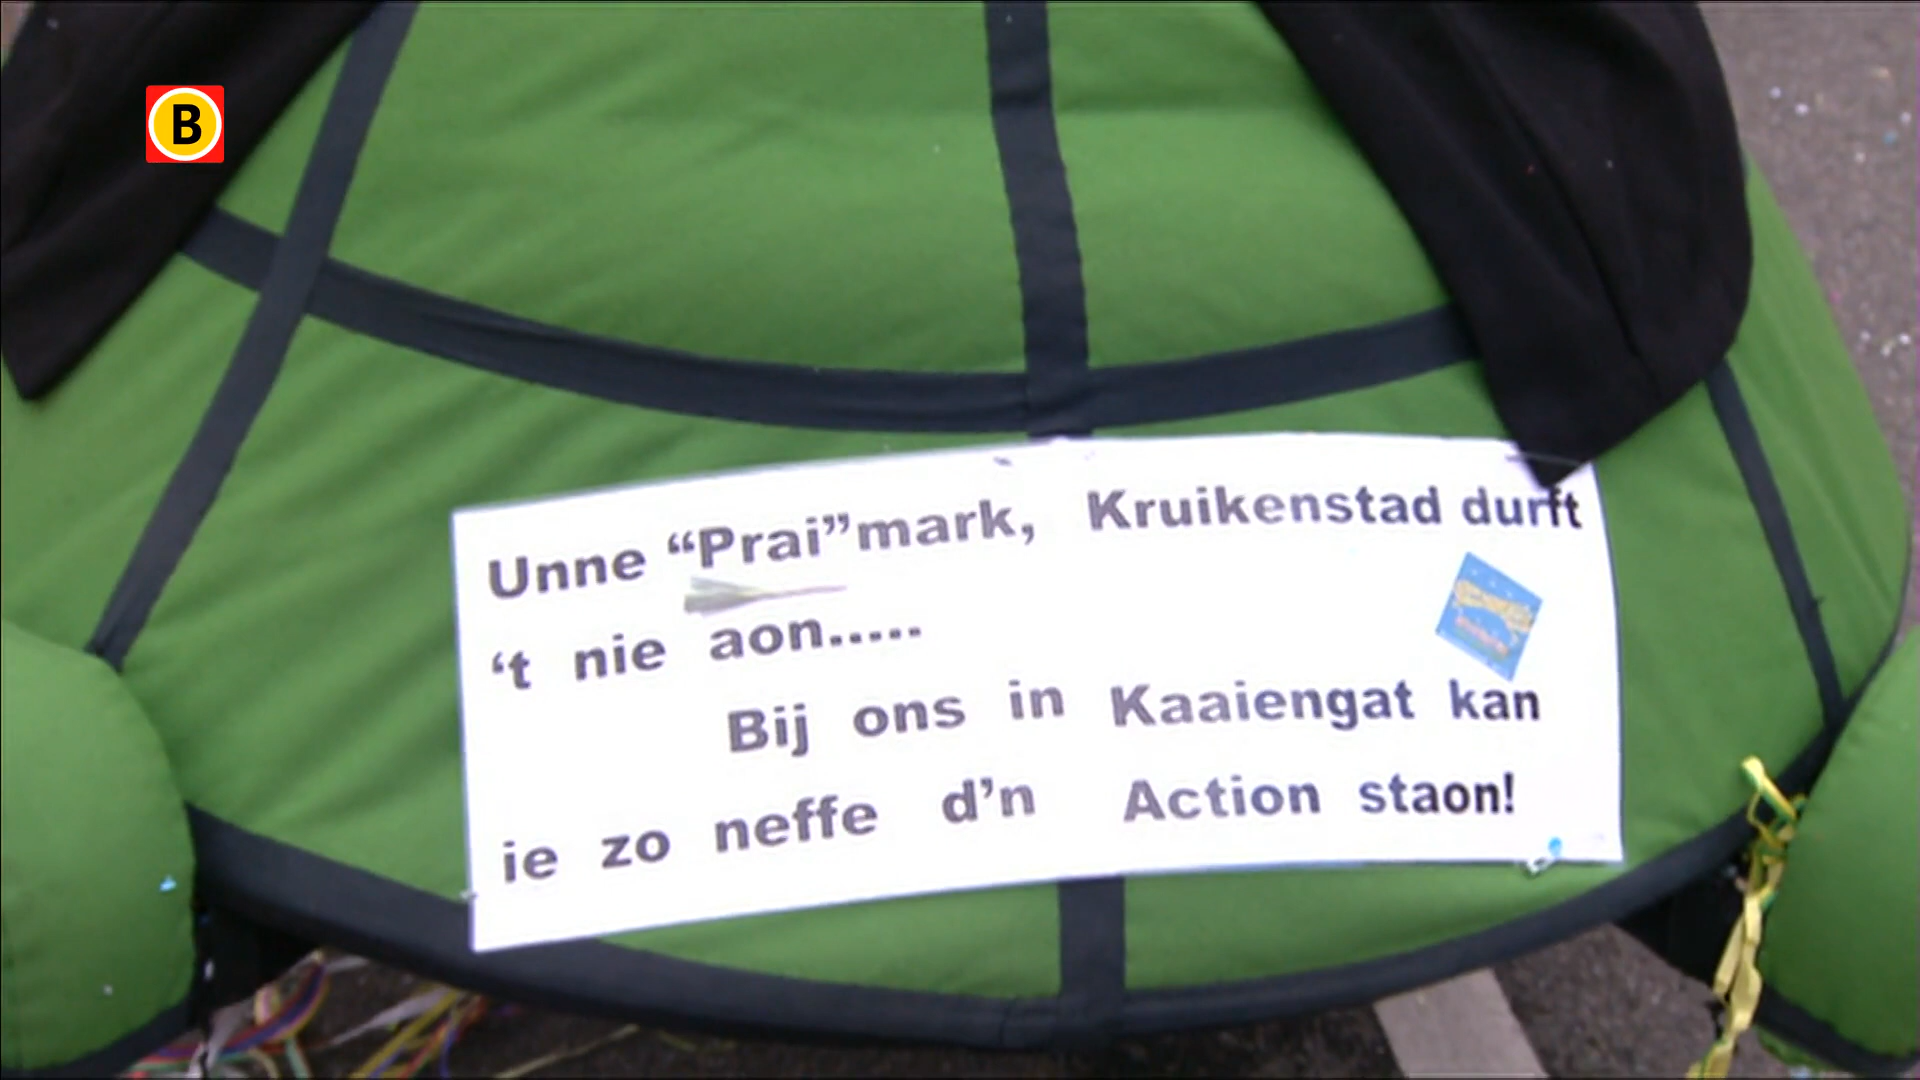 B
Unne “Prai”mark, Kruikenstad durft
‘t nie aon.....
Bij ons in Kaaiengat kan
ie zo neffe d’n Action staon!